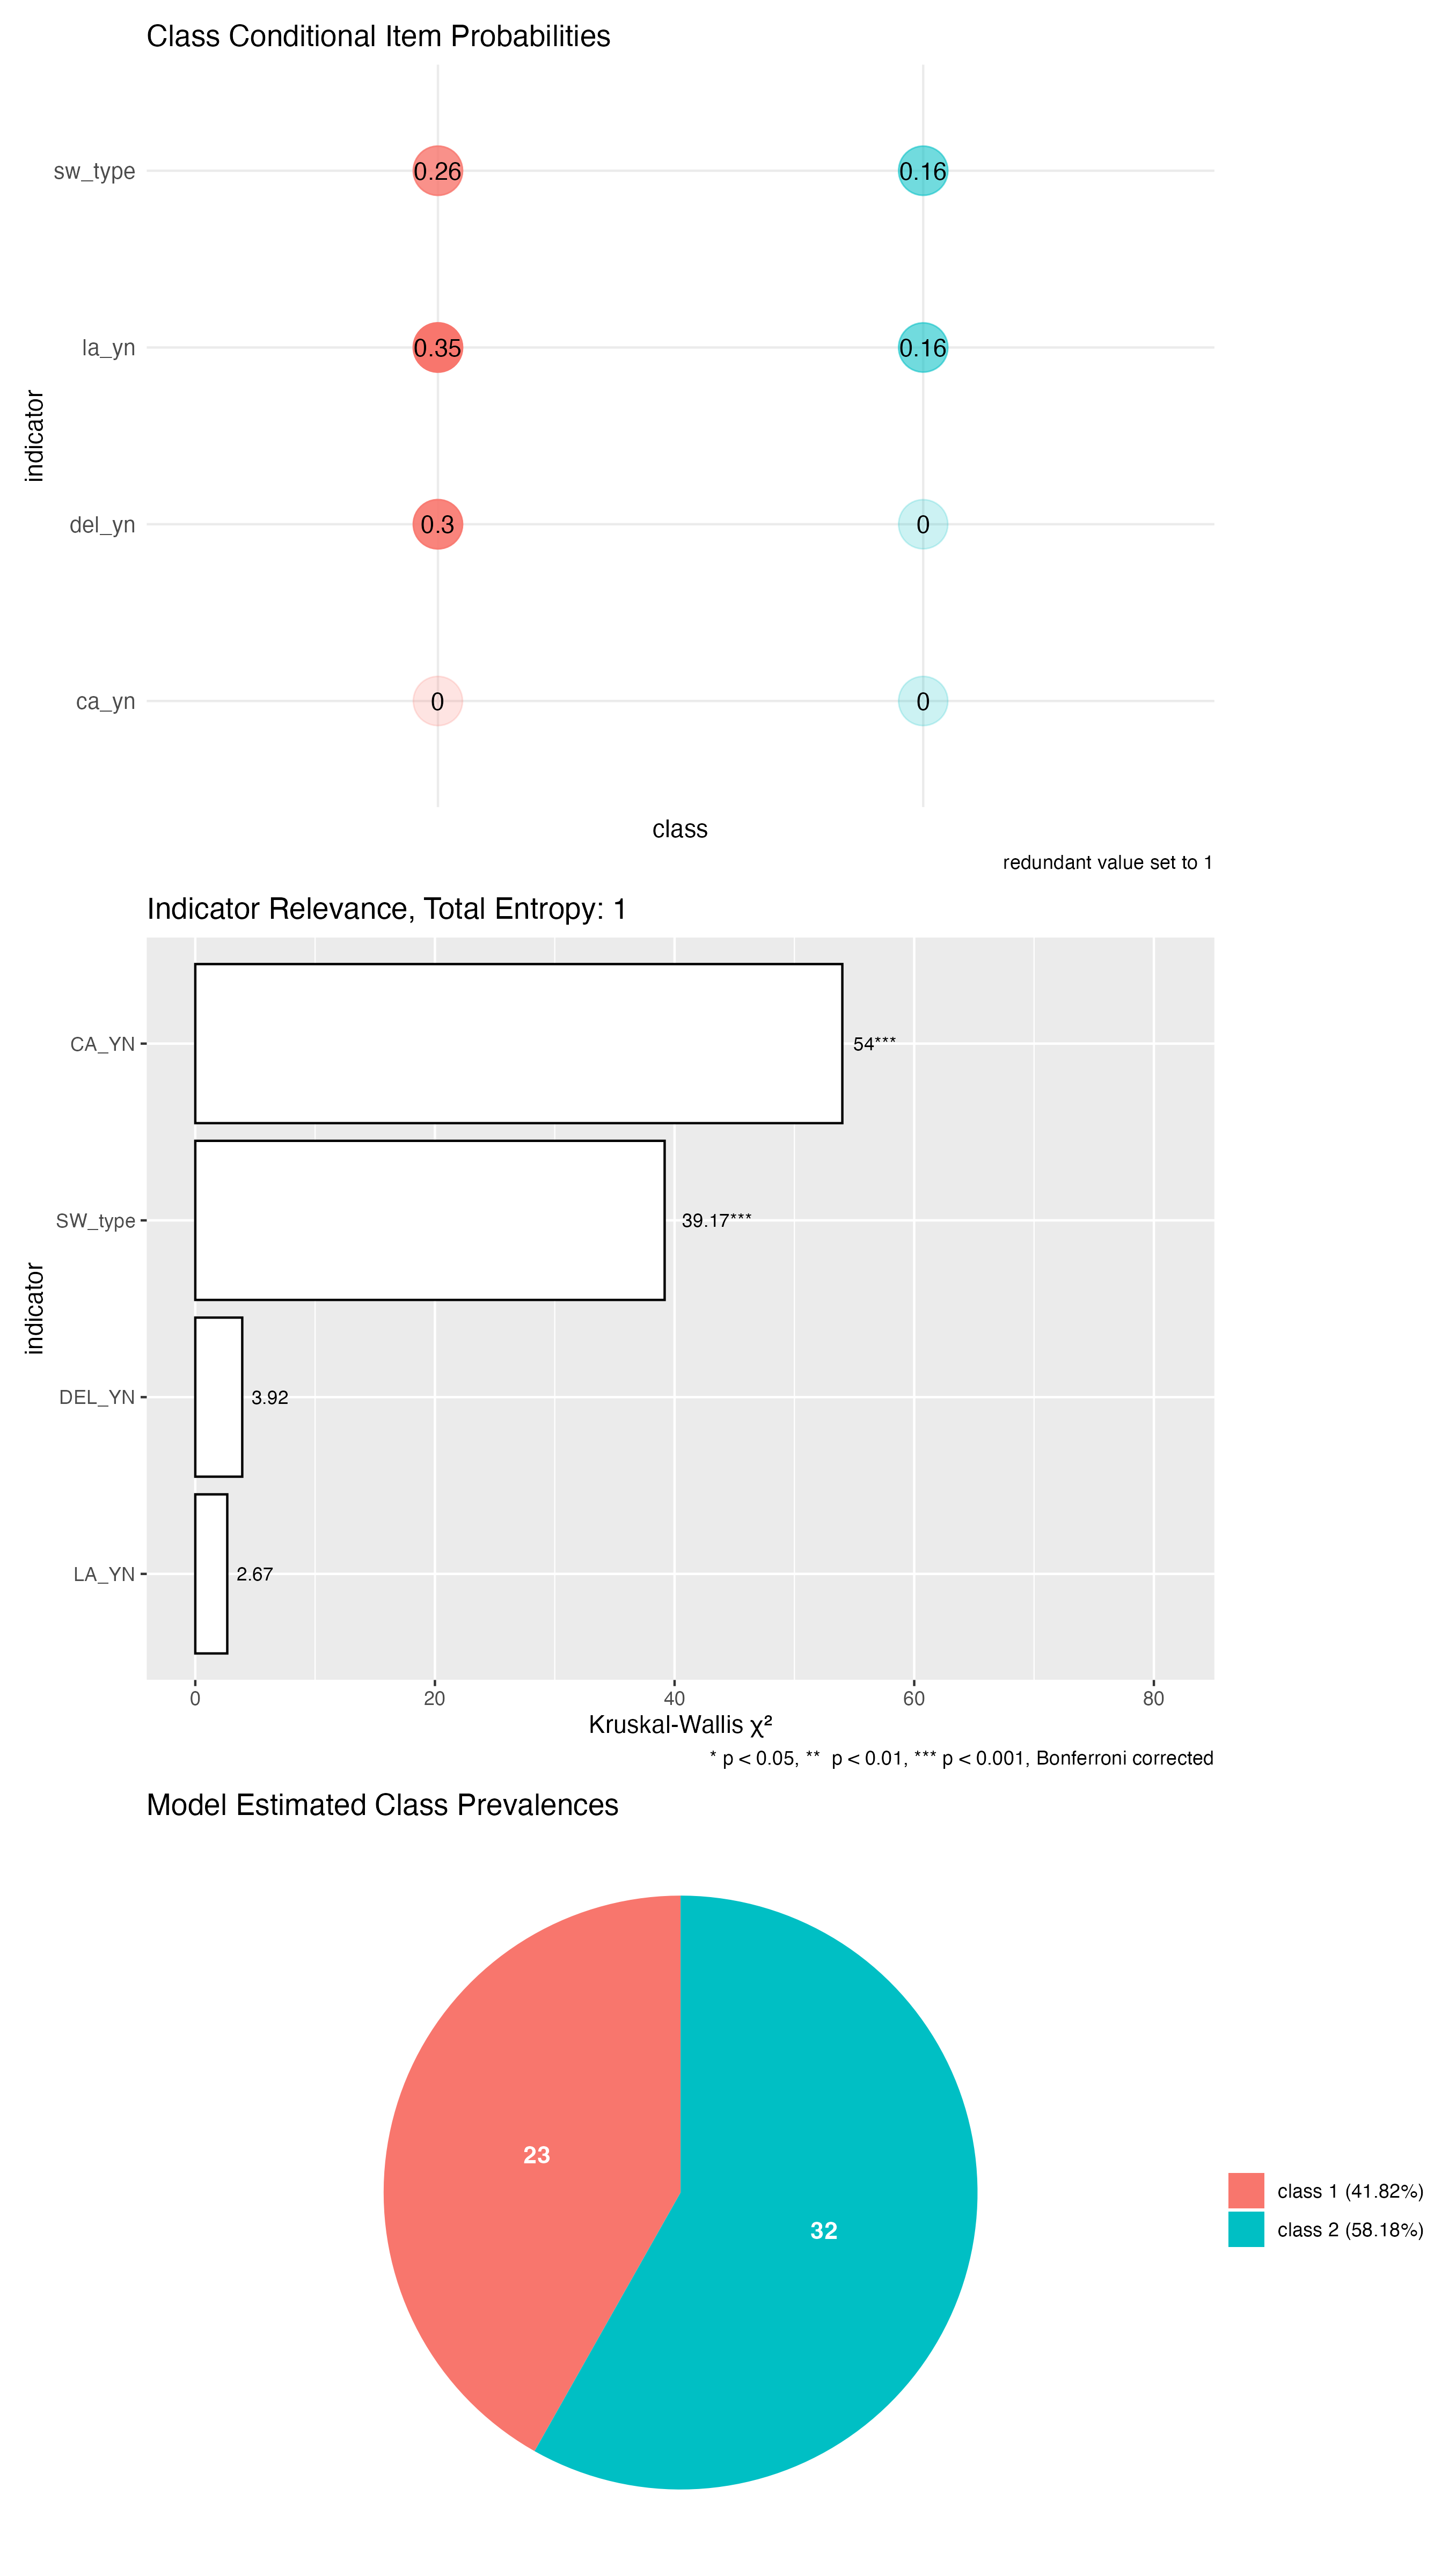 Class Conditional Item Probabilities
sw_type
0.26
0.16
la_yn
0.35
0.16
del_yn
0.3
0
ca_yn
0
0
indicator
class
redundant value set to 1
Indicator Relevance, Total Entropy: 1
CA_YN
54***
SW_type
39.17***
DEL_YN
3.92
LA_YN
2.67
indicator
0 20 40 60 80
Kruskal-Wallis χ²
* p < 0.05, ** p < 0.01, *** p < 0.001, Bonferroni corrected
Model Estimated Class Prevalences
23
32
class 1 (41.82%)
class 2 (58.18%)